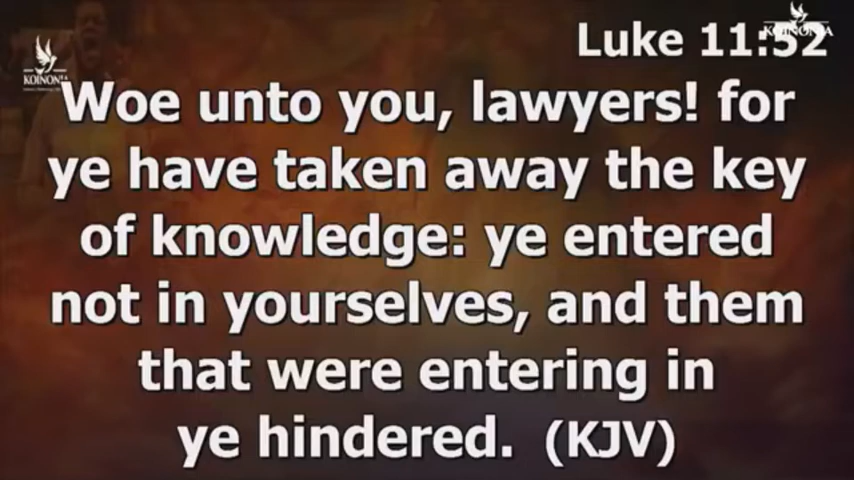 Luke 11:52
KOINONIA
KOINONIA
Woe unto you, lawyers! for
ye have taken away the key
of knowledge: ye entered
not in yourselves, and them
that were entering in
ye hindered. (KJV)